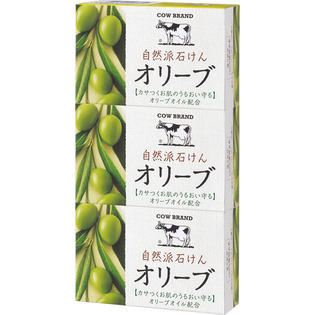 COW BRAND
自然派石けん
オリーブ
【カサつくお肌のうるおい守る】
オリーブオイル配合
COW BRAND
自然派石けん
オリーブ
【カサつくお肌のうるおい守る】
オリーブオイル配合
COW BRAND
自然派石けん
オリーブ
【カサつくお肌のうるおい守る】
オリーブオイル配合